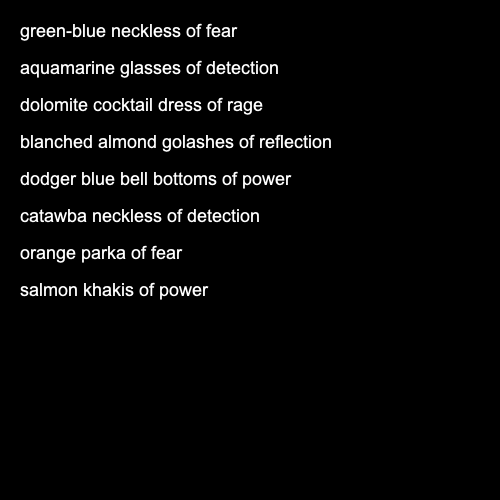 green-blue neckless of fear
aquamarine glasses of detection
dolomite cocktail dress of rage
blanched almond golashes of reflection
dodger blue bell bottoms of power
catawba neckless of detection
orange parka of fear
salmon khakis of power